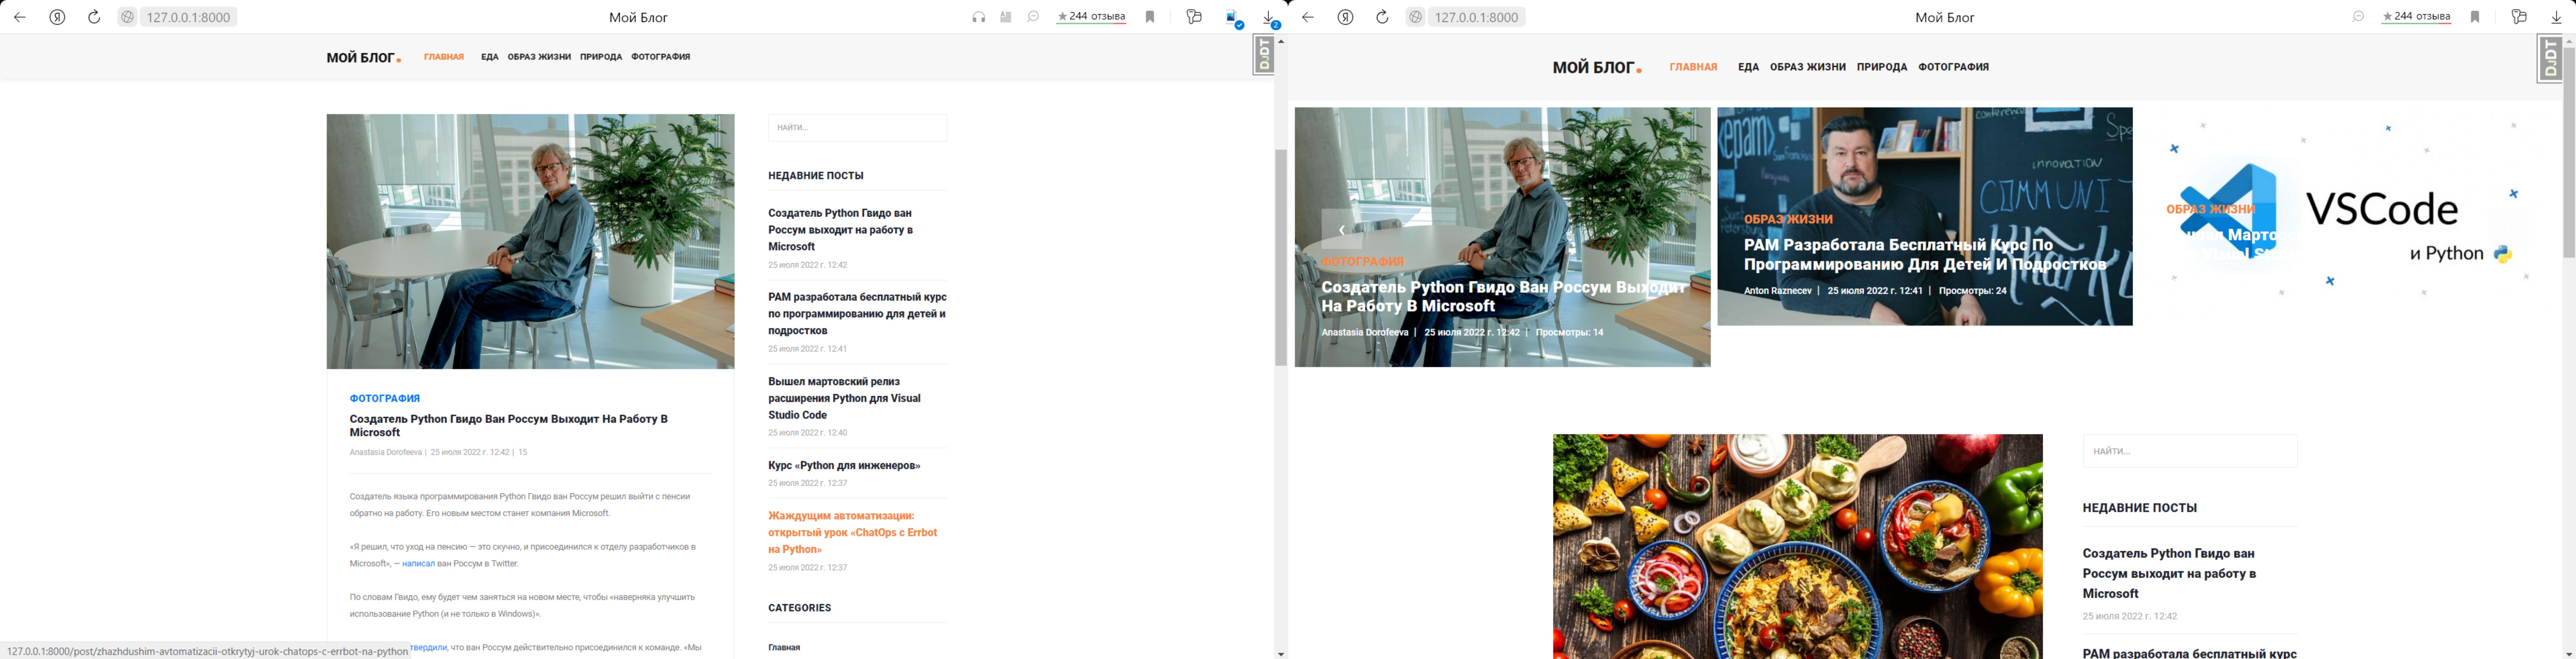 127.0.0.1:8000
Мой Блог
★ 244 отзыва
2
МОЙ БЛОГ.
ГЛАВНАЯ ЕДА ОБРАЗ ЖИЗНИ ПРИРОДА ФОТОГРАФИЯ
DJDT
НАЙТИ...
НЕДАВНИЕ ПОСТЫ
Создатель Python Гвидо ван
Россум выходит на работу в
Microsoft
25 июля 2022 г. 12:42
PAM разработала бесплатный курс
по программированию для детей и
подростков
25 июля 2022 г. 12:41
Вышел мартовский релиз
расширения Python для Visual
Studio Code
25 июля 2022 г. 12:40
Курс «Python для инженеров»
25 июля 2022 г. 12:37
Жаждущим автоматизации:
открытый урок «ChatOps с Errbot
на Python»
25 июля 2022 г. 12:37
CATEGORIES
Главная
ФОТОГРАФИЯ
Создатель Python Гвидо Ван Россум Выходит На Работу В
Microsoft
Anastasia Dorofeeva | 25 июля 2022 г. 12:42 | 15
Создатель языка программирования Python Гвидо ван Россум решил выйти с пенсии
обратно на работу. Его новым местом станет компания Microsoft.
«Я решил, что уход на пенсию — это скучно, и присоединился к отделу разработчиков в
Microsoft», — написал ван Россум в Twitter.
По словам Гвидо, ему будет чем заняться на новом месте, чтобы «наверняка улучшить
использование Python (и не только в Windows)».
твердили, что ван Россум действительно присоединился к команде. «Мы
127.0.0.1:8000/post/zhazhdushim-avtomatizacii-otkrytyj-urok-chatops-c-errbot-na-python
127.0.0.1:8000
Мой Блог
★ 244 отзыва
МОЙ БЛОГ.
ГЛАВНАЯ ЕДА ОБРАЗ ЖИЗНИ ПРИРОДА ФОТОГРАФИЯ
DJDT
ФОТОГРАФИЯ
Создатель Python Гвидо Ван Россум Выходит
На Работу В Microsoft
Anastasia Dorofeeva | 25 июля 2022 г. 12:42 | Просмотры: 14
<epam>
innovation
COMMUNI
ОБРАЗ ЖИЗНИ
PAM Разработала Бесплатный Курс По
Программированию Для Детей И Подростков
Anton Raznecev | 25 июля 2022 г. 12:41 | Просмотры: 24
ОБРАЗ ЖИЗНИ
VSCode
и Python
НАЙТИ...
НЕДАВНИЕ ПОСТЫ
Создатель Python Гвидо ван
Россум выходит на работу в
Microsoft
25 июля 2022 г. 12:42
PAM разработала бесплатный курс